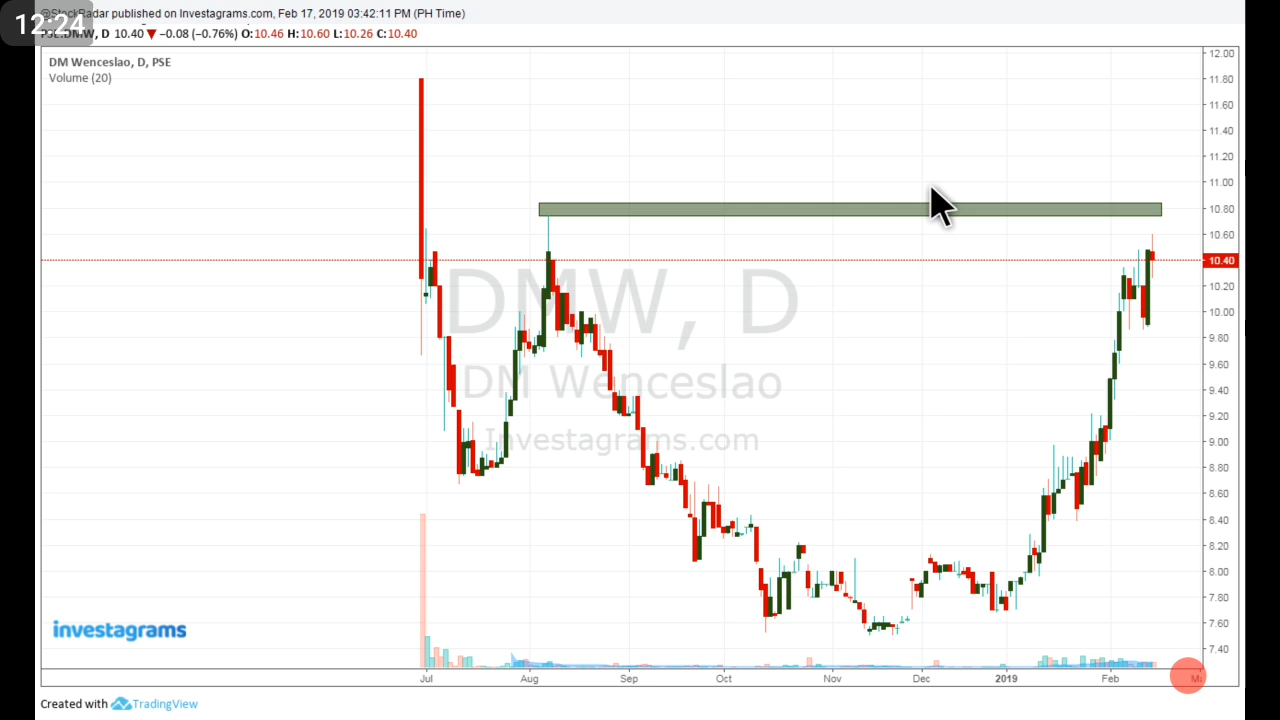 12:24
@StockRadar published on Investagrams.com, Feb 17, 2019 03:42:11 PM (PH Time)
PSE:DMW, D 10.40 ▼ −0.08 (−0.76%) O:10.46 H:10.60 L:10.26 C:10.40
DM Wenceslao, D, PSE
Volume (20)
12.00
11.80
11.60
11.40
11.20
11.00
10.80
10.60
10.40
10.20
10.00
9.80
9.60
9.40
9.20
9.00
8.80
8.60
8.40
8.20
8.00
7.80
7.60
7.40
DMW, D
DM Wenceslao
Investagrams.com
investagrams
Jul Aug Sep Oct Nov Dec 2019 Feb
Created with TradingView